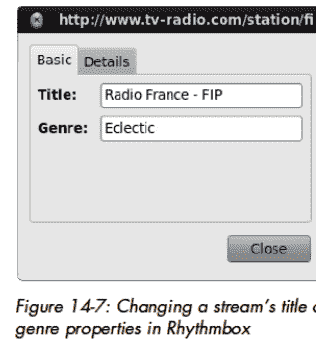 http://www.tv-radio.com/station/fi
Basic Details
Title: Radio France - FIP
Genre: Eclectic
Close
Figure 14-7: Changing a stream's title
genre properties in Rhythmbox